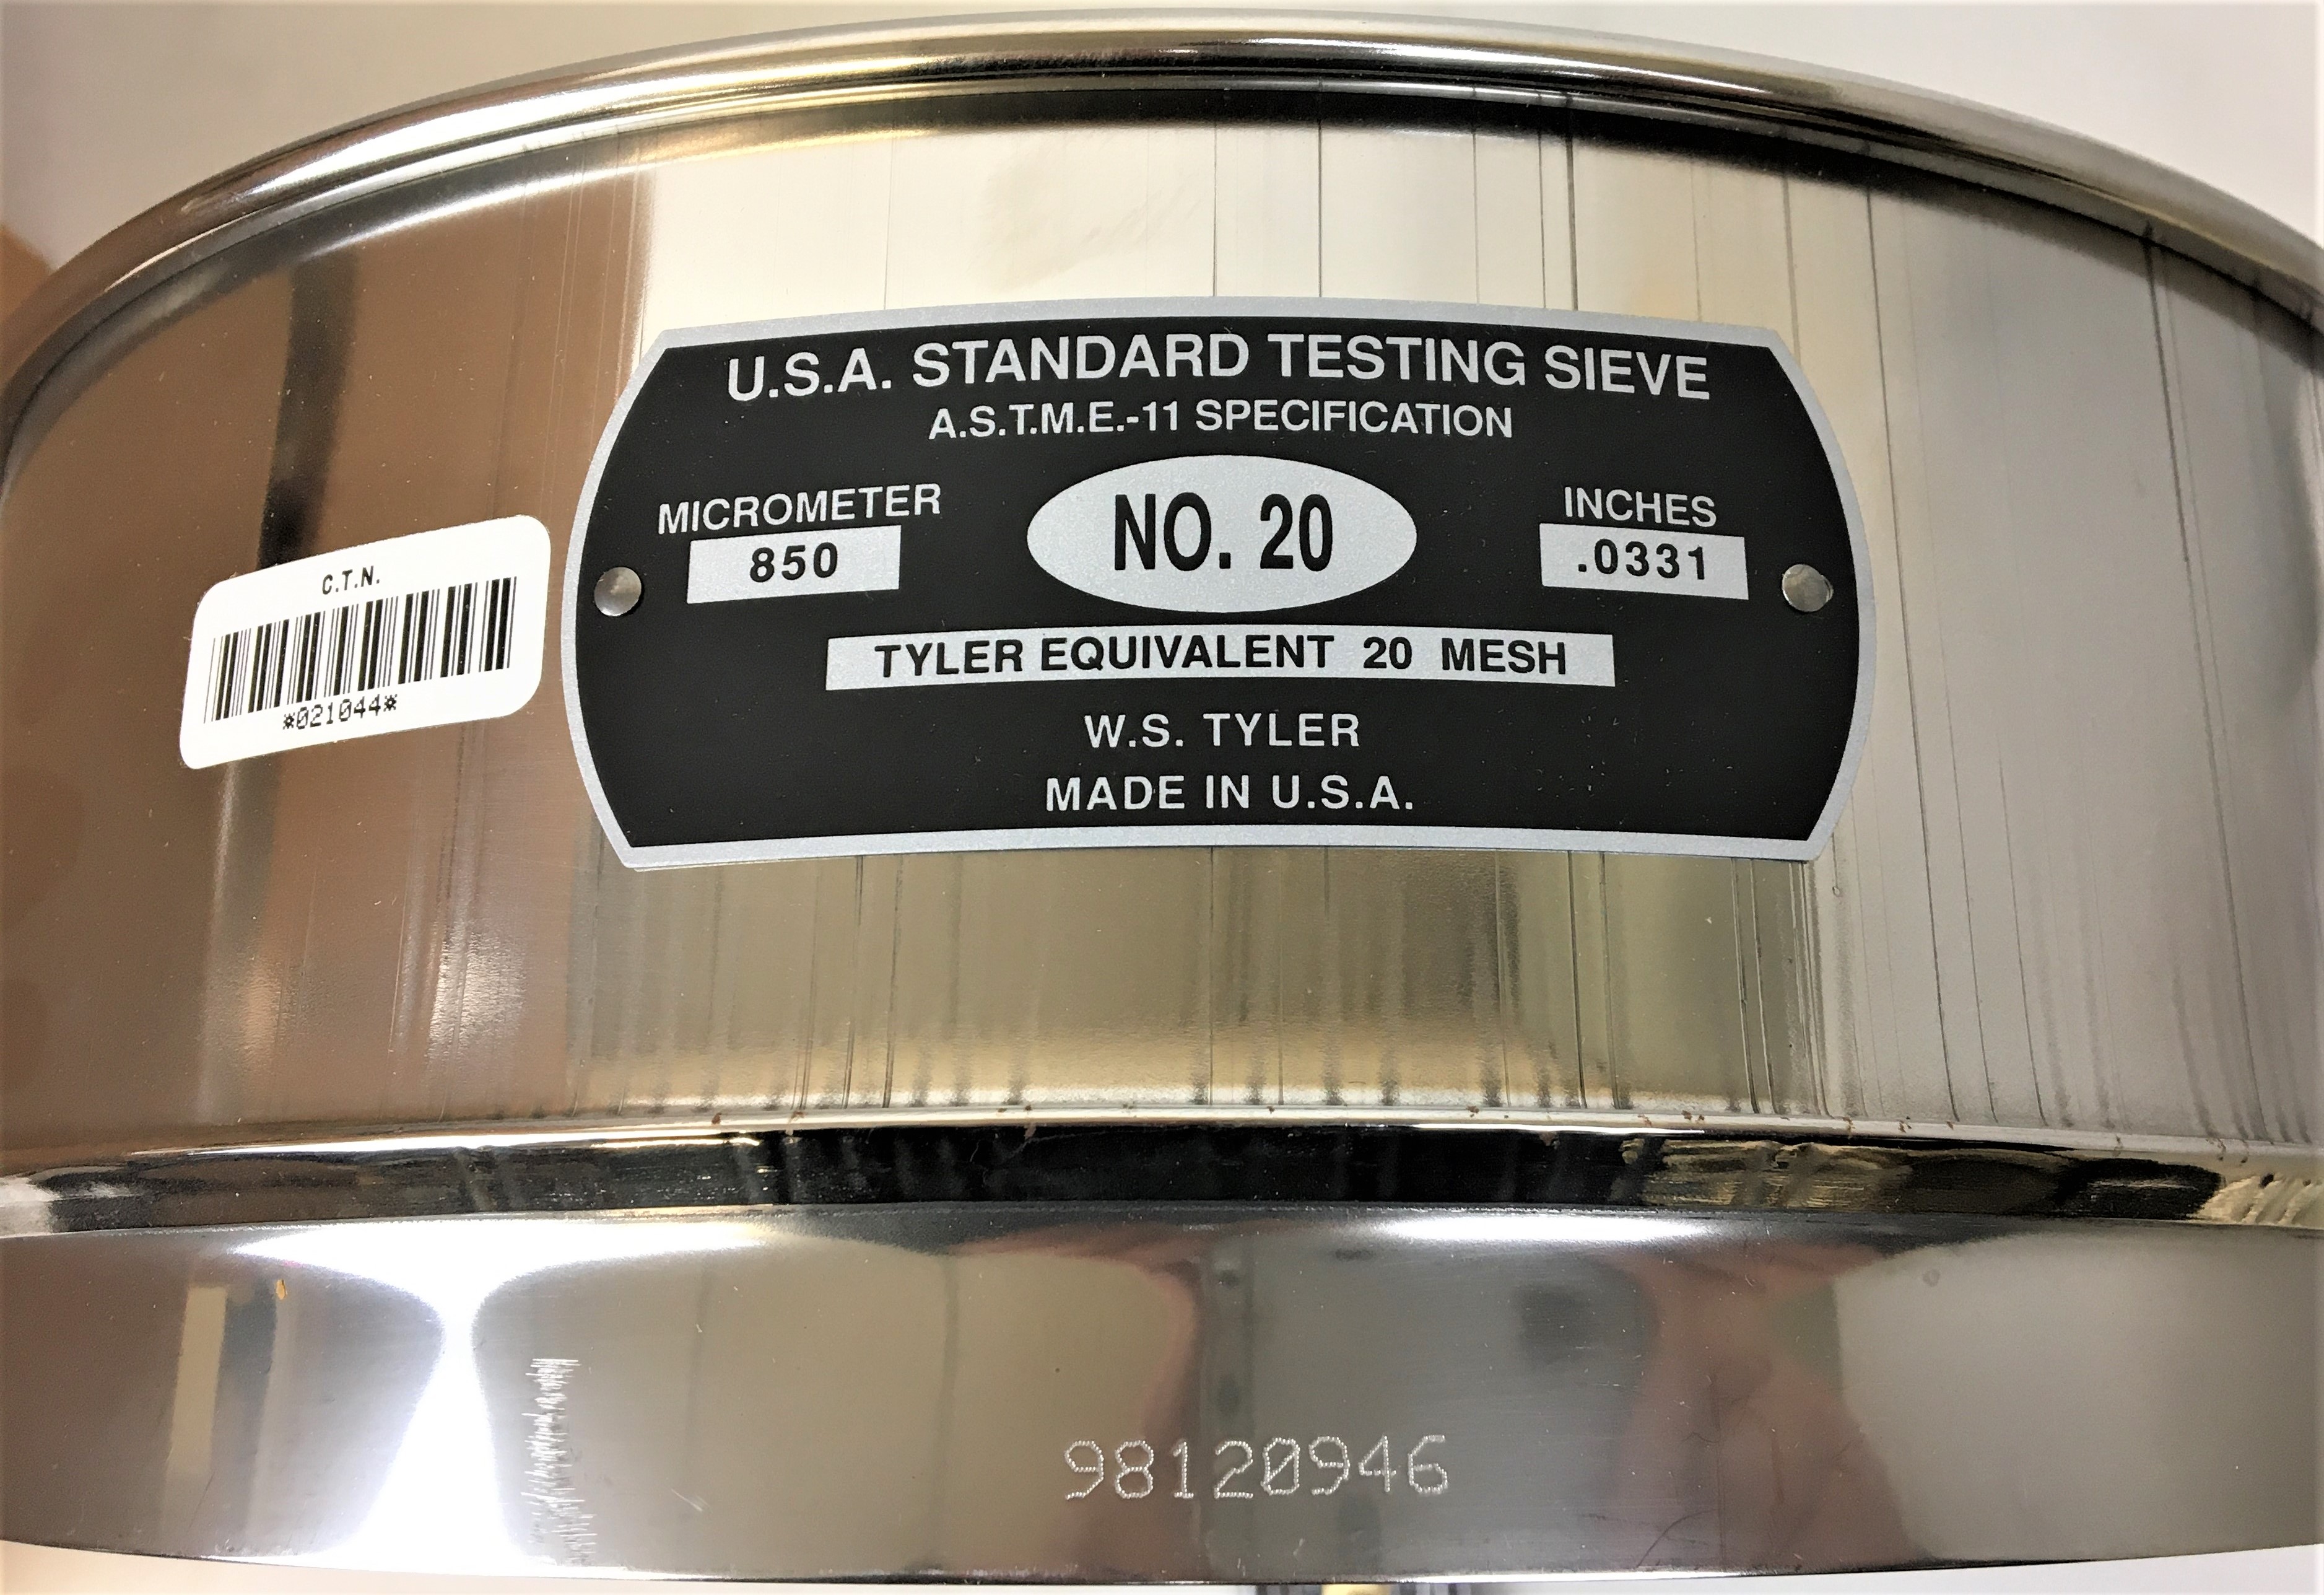 U.S.A. STANDARD TESTING SIEVE
A.S.T.M.E.-11 SPECIFICATION
MICROMETER
850
NO. 20
INCHES
.0331
TYLER EQUIVALENT 20 MESH
W.S. TYLER
MADE IN U.S.A.
C.T.N.
*021044*
98120946